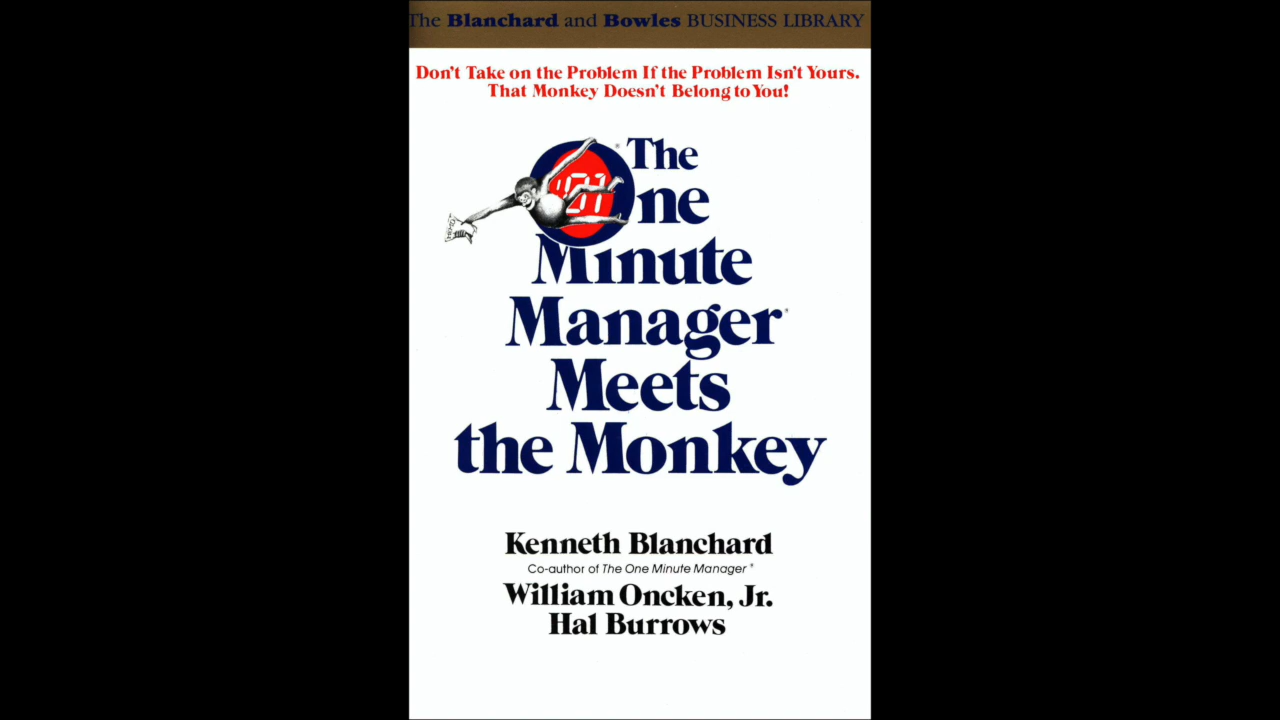 The Blanchard and Bowles BUSINESS LIBRARY
Don't Take on the Problem If the Problem Isn't Yours.
That Monkey Doesn't Belong to You!
The
One
Minute
Manager®
Meets
the Monkey
Kenneth Blanchard
Co-author of The One Minute Manager®
William Oncken, Jr.
Hal Burrows